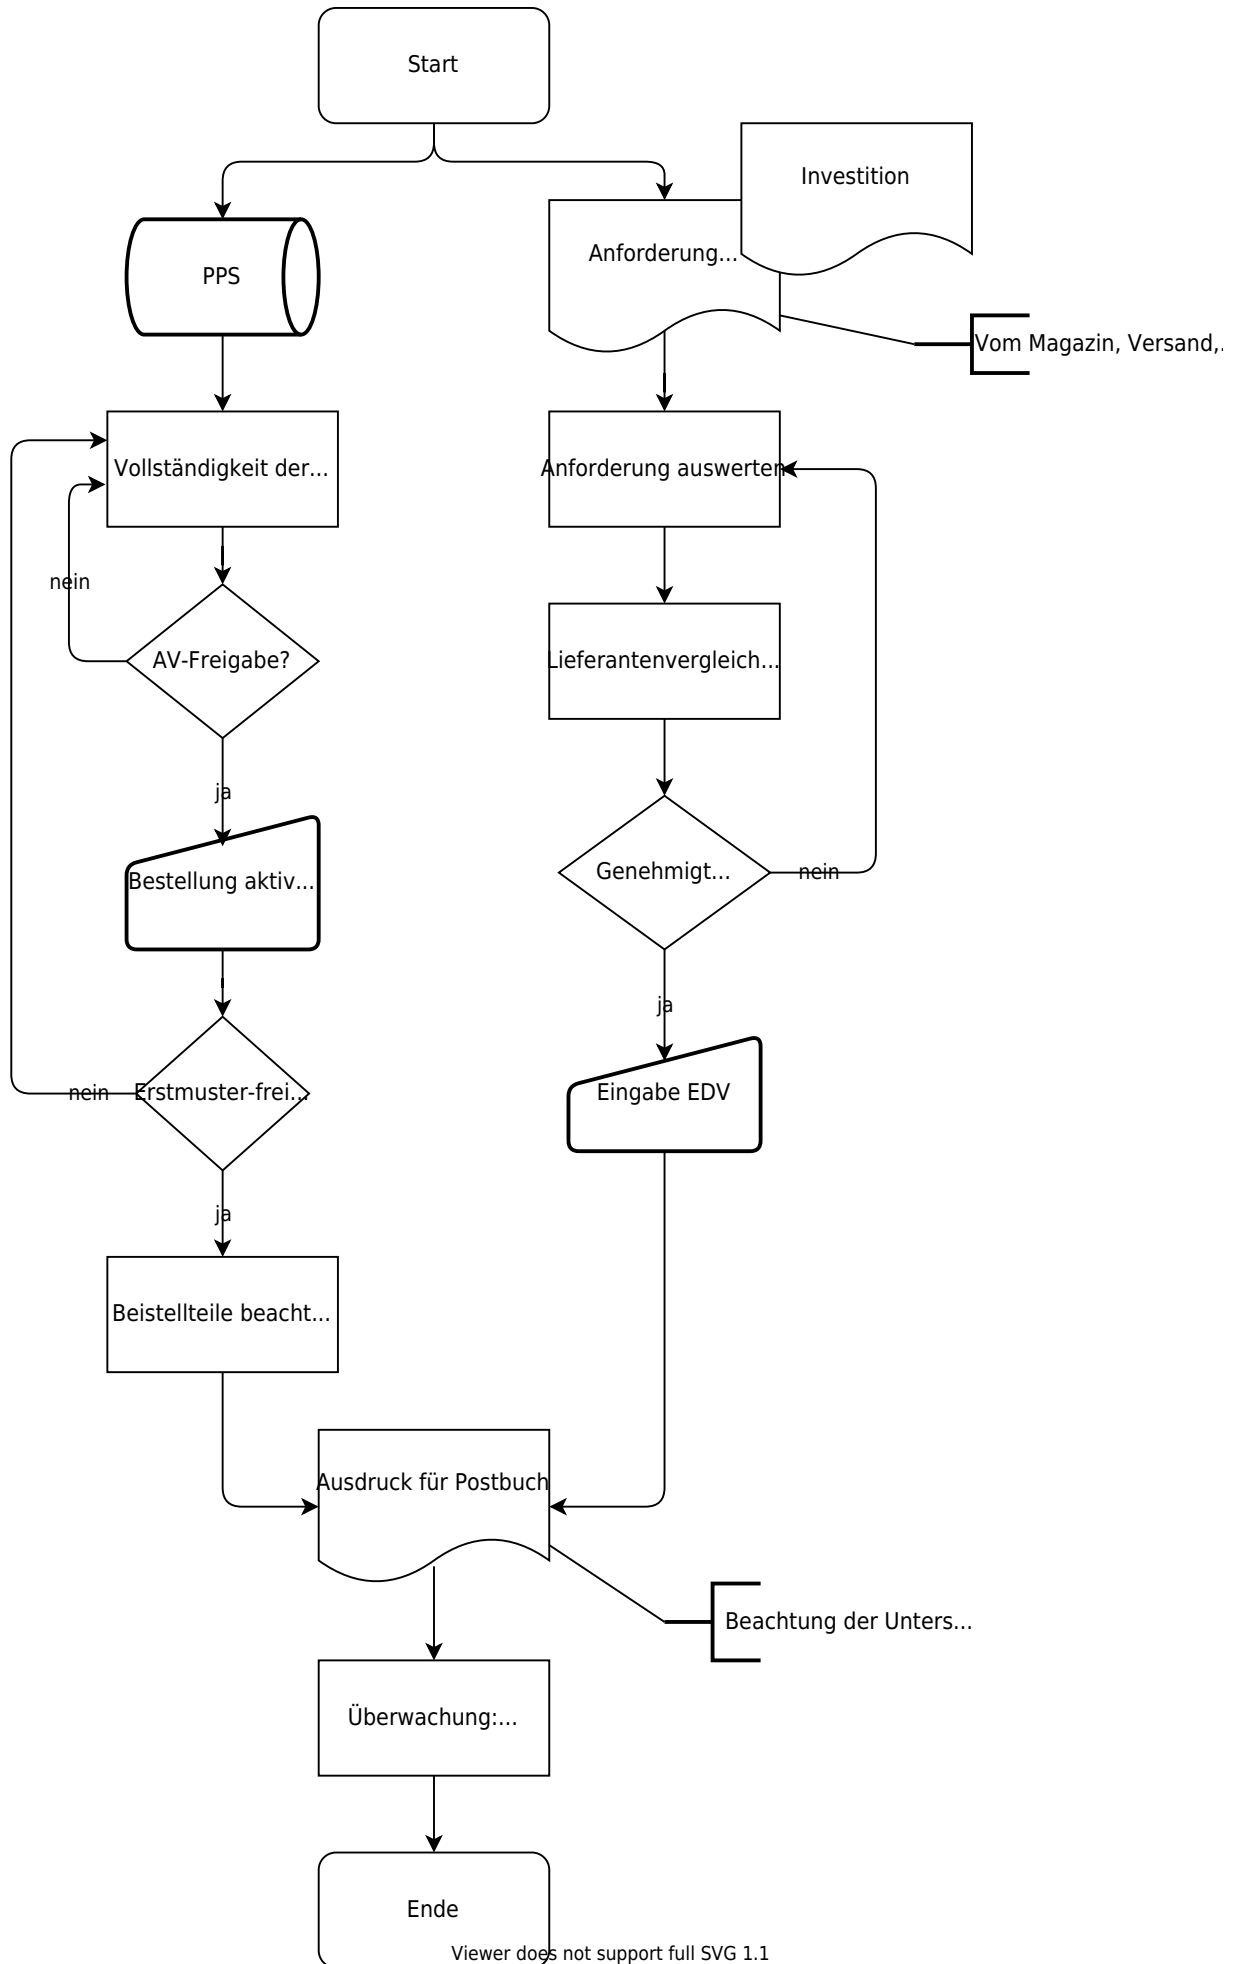 Start
Investition
Anforderung...
PPS
Vom Magazin, Versand,.
Vollständigkeit der...
Anforderung auswerten
nein
AV-Freigabe?
Lieferantenvergleich...
ja
Bestellung aktiv...
Genehmigt...
nein
ja
nein
Erstmuster-frei...
Eingabe EDV
ja
Beistellteile beacht...
Ausdruck für Postbuch
Beachtung der Unters...
Überwachung:...
Ende
Viewer does not support full SVG 1.1